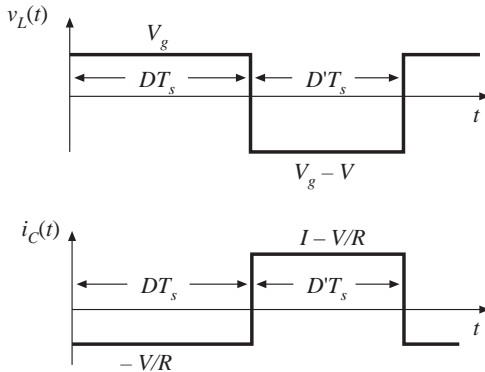 v_L(t)
V_g
DT_s
D'T_s
t
V_g – V
i_C(t)
I – V/R
DT_s
D'T_s
t
– V/R